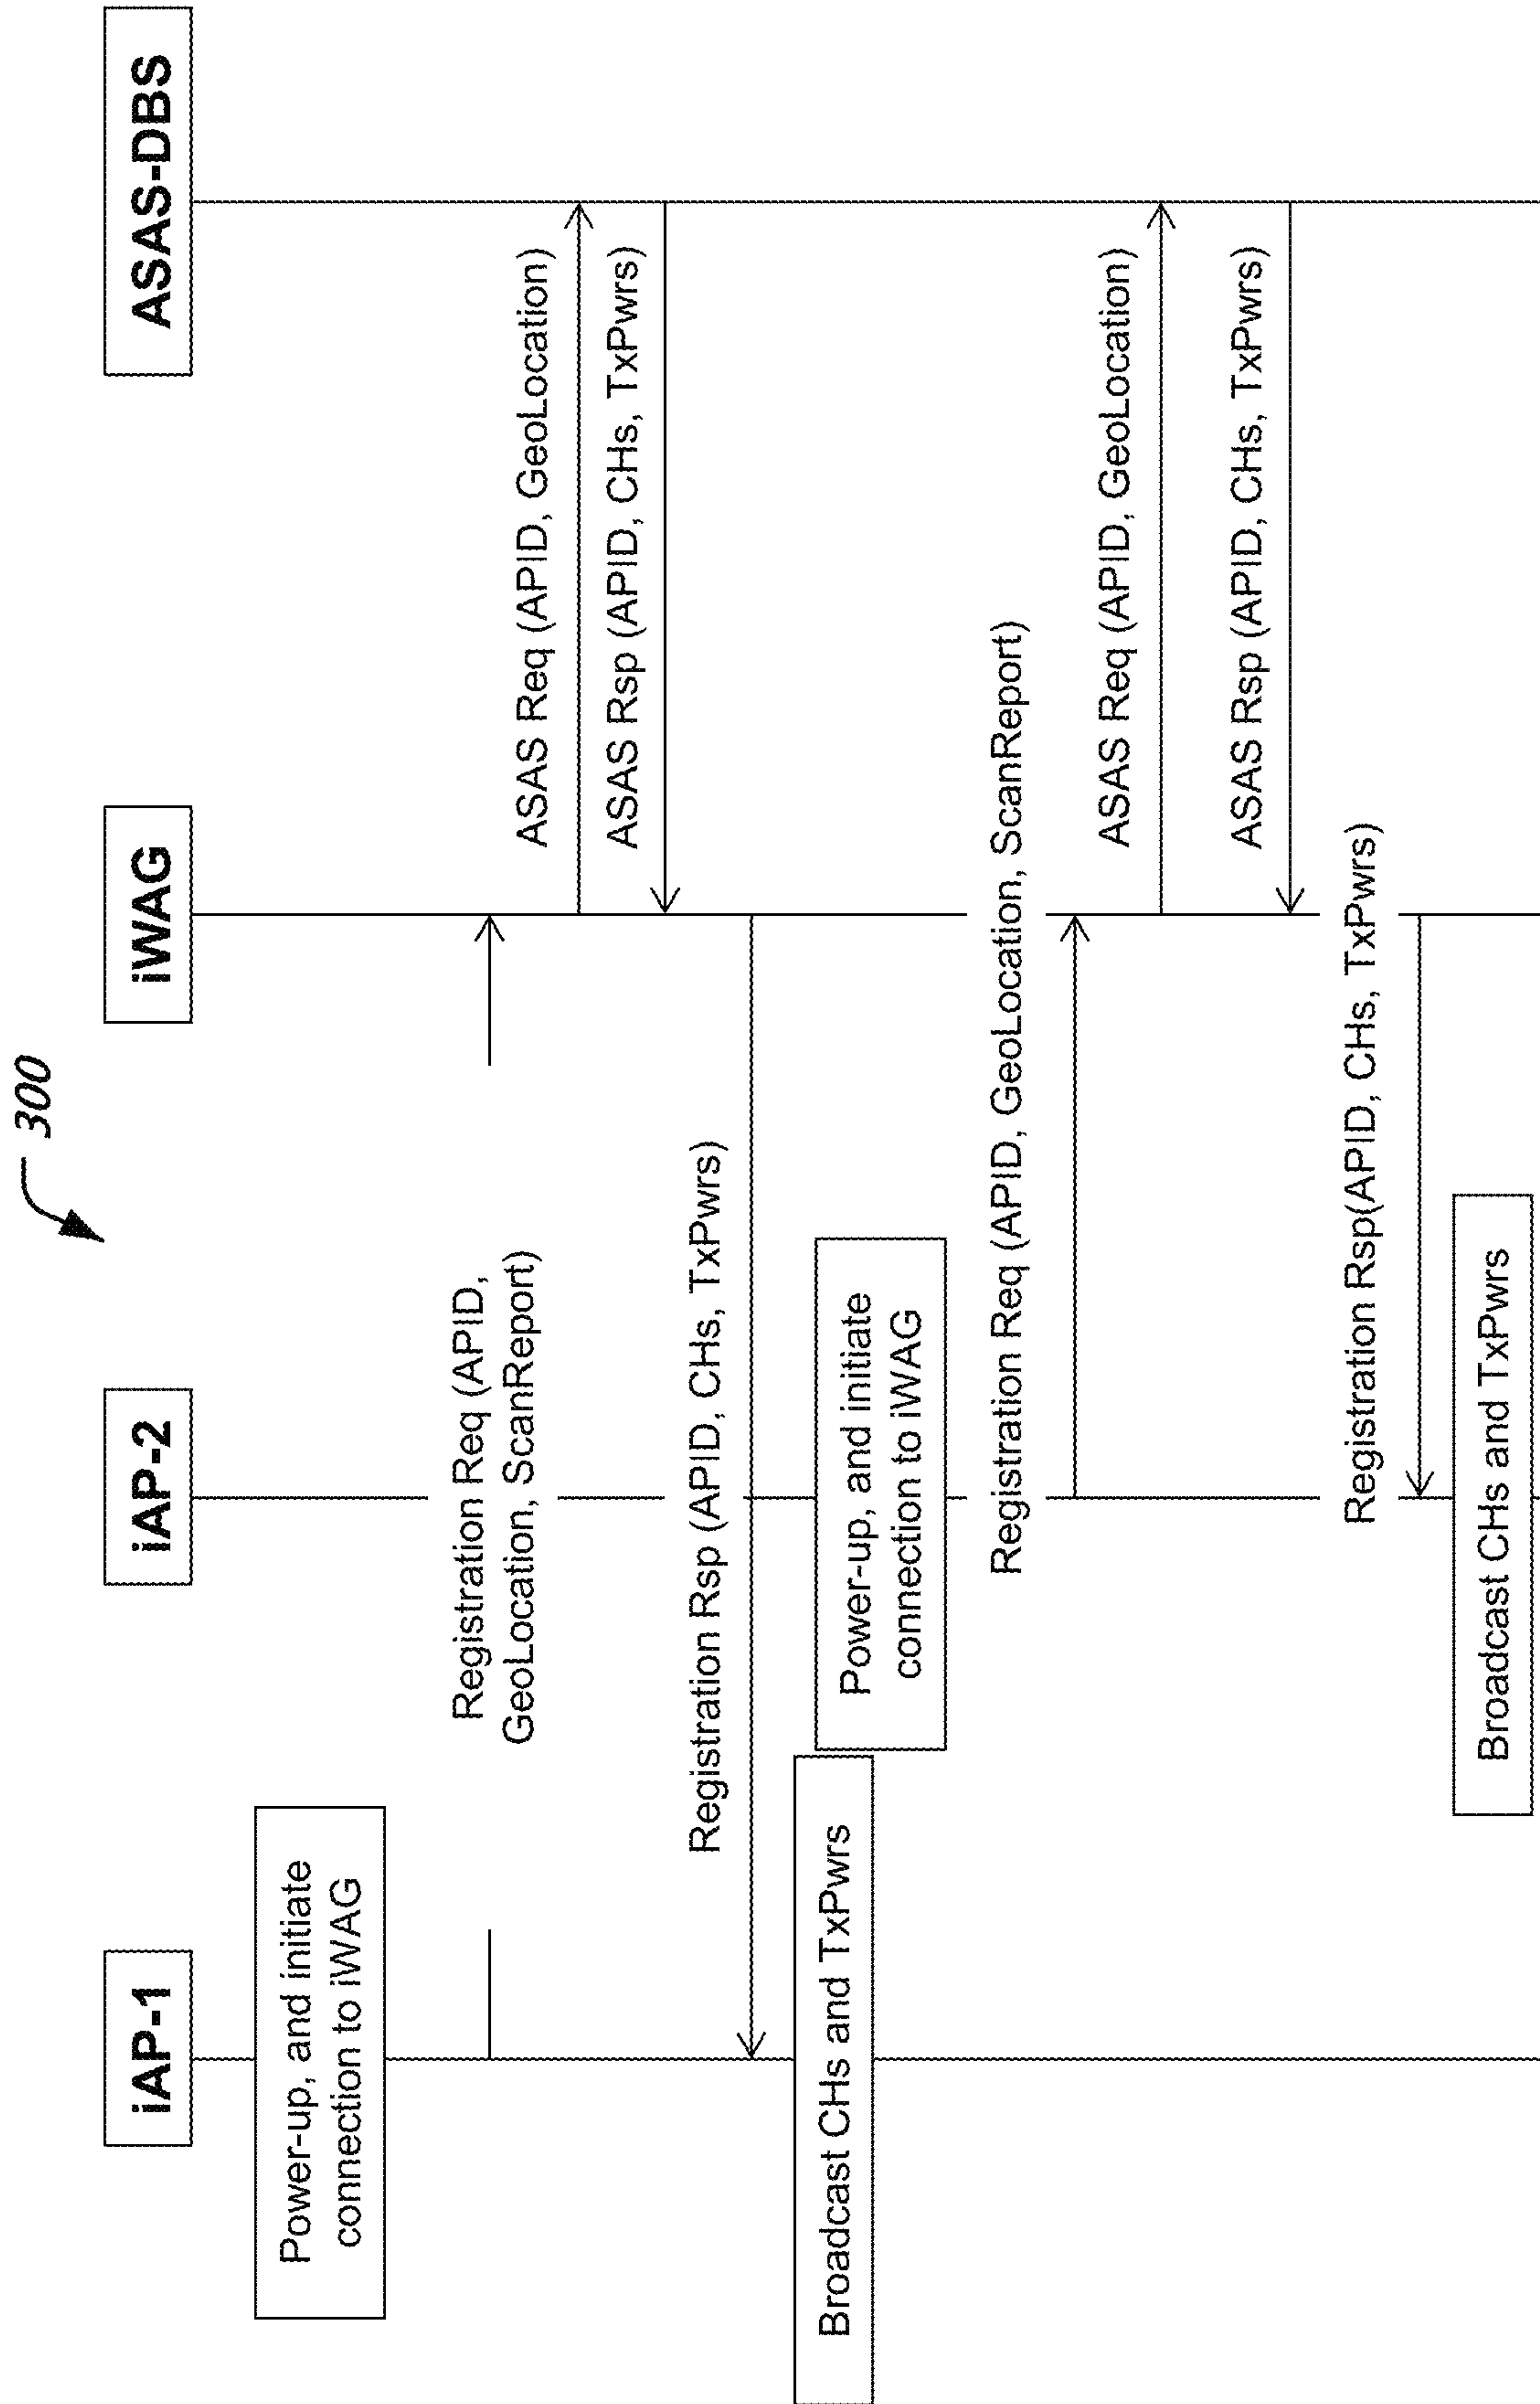 300
iAP-1
iAP-2
iWAG
ASAS-DBS
Power-up, and initiate
connection to iWAG
Registration Req (APID,
GeoLocation, ScanReport)
ASAS Req (APID, GeoLocation)
ASAS Rsp (APID, CHs, TxPwrs)
Registration Rsp (APID, CHs, TxPwrs)
Broadcast CHs and TxPwrs
Power-up, and initiate
connection to iWAG
Registration Req (APID, GeoLocation, ScanReport)
ASAS Req (APID, GeoLocation)
ASAS Rsp (APID, CHs, TxPwrs)
Registration Rsp(APID, CHs, TxPwrs)
Broadcast CHs and TxPwrs